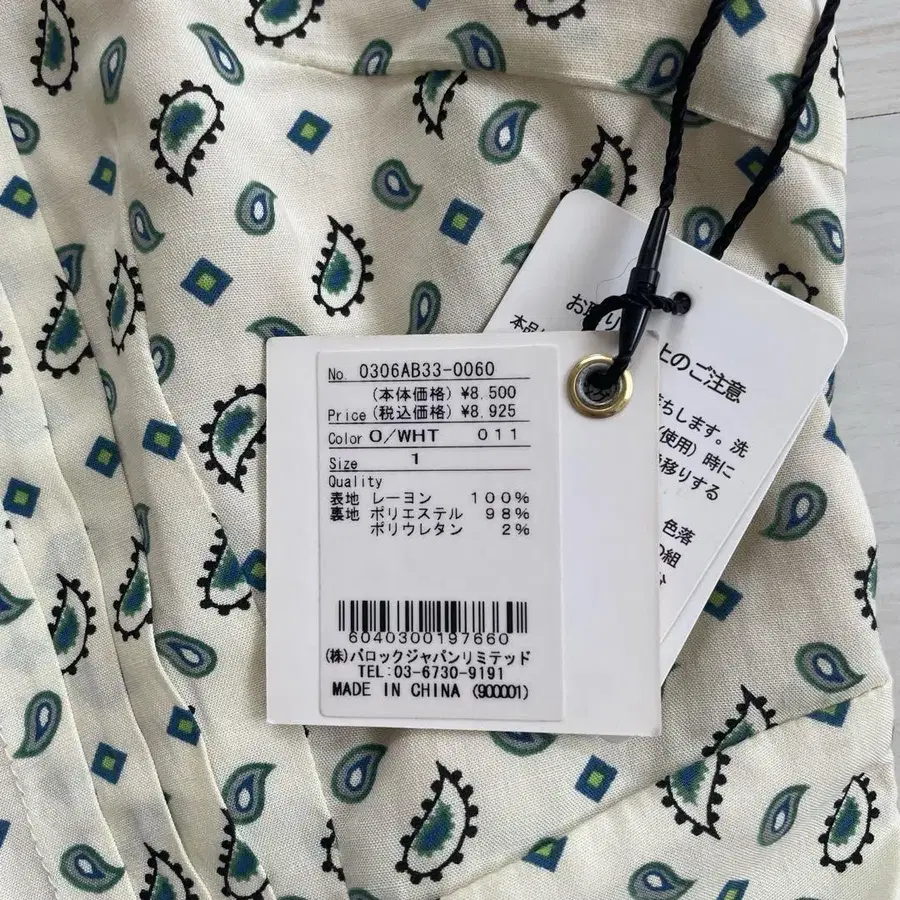 No. 0306AB33-0060
(本体価格) ¥8.500
Price (税込価格) ¥8.925
Color O/WHT 011
Size 1
Quality
表地 レーヨン 100%
裏地 ポリエステル 98%
ポリウレタン 2%
6040300197660
(株)バロックジャパンリミテッド
TEL:03-6730-9191
MADE IN CHINA (900001)
お取り
上のご注意
本品
落ちします。洗
(使用) 時に
移りする
色落
の組